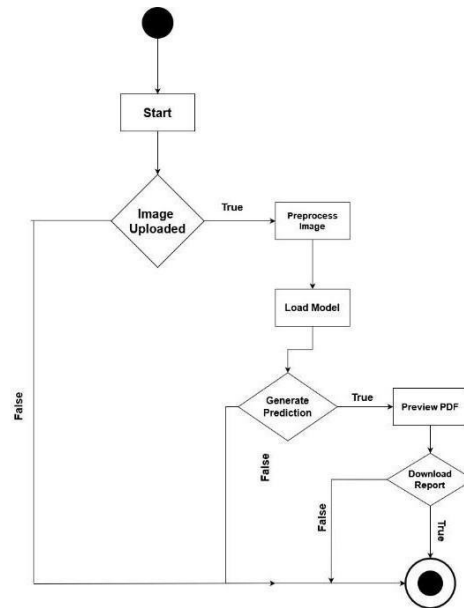 Start
Image
Uploaded
True
Preprocess
Image
Load Model
False
Generate
Prediction
True
Preview PDF
False
Download
Report
False
True